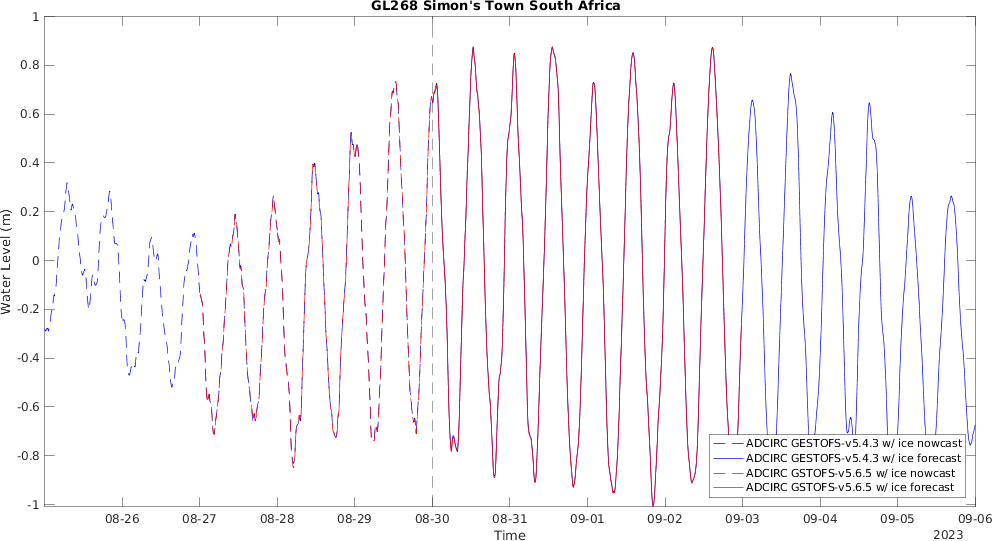 GL268 Simon's Town South Africa
1
0.8
0.6
0.4
0.2
0
-0.2
-0.4
-0.6
-0.8
-1
Water Level (m)
ADCIRC GESTOFS-v5.4.3 w/ ice nowcast
ADCIRC GESTOFS-v5.4.3 w/ ice forecast
ADCIRC GSTOFS-v5.6.5 w/ ice nowcast
ADCIRC GSTOFS-v5.6.5 w/ ice forecast
08-26 08-27 08-28 08-29 08-30 08-31 09-01 09-02 09-03 09-04 09-05 09-06
Time
2023